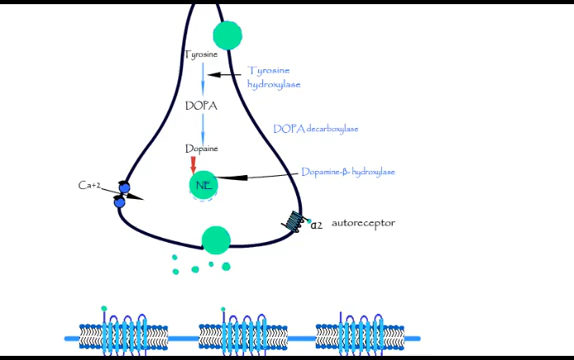 Tyrosine
Tyrosine
hydroxylase
DOPA
DOPA decarboxylase
Dopaine
Dopamine-β-hydroxylase
Ca+2
NE
α2
autoreceptor